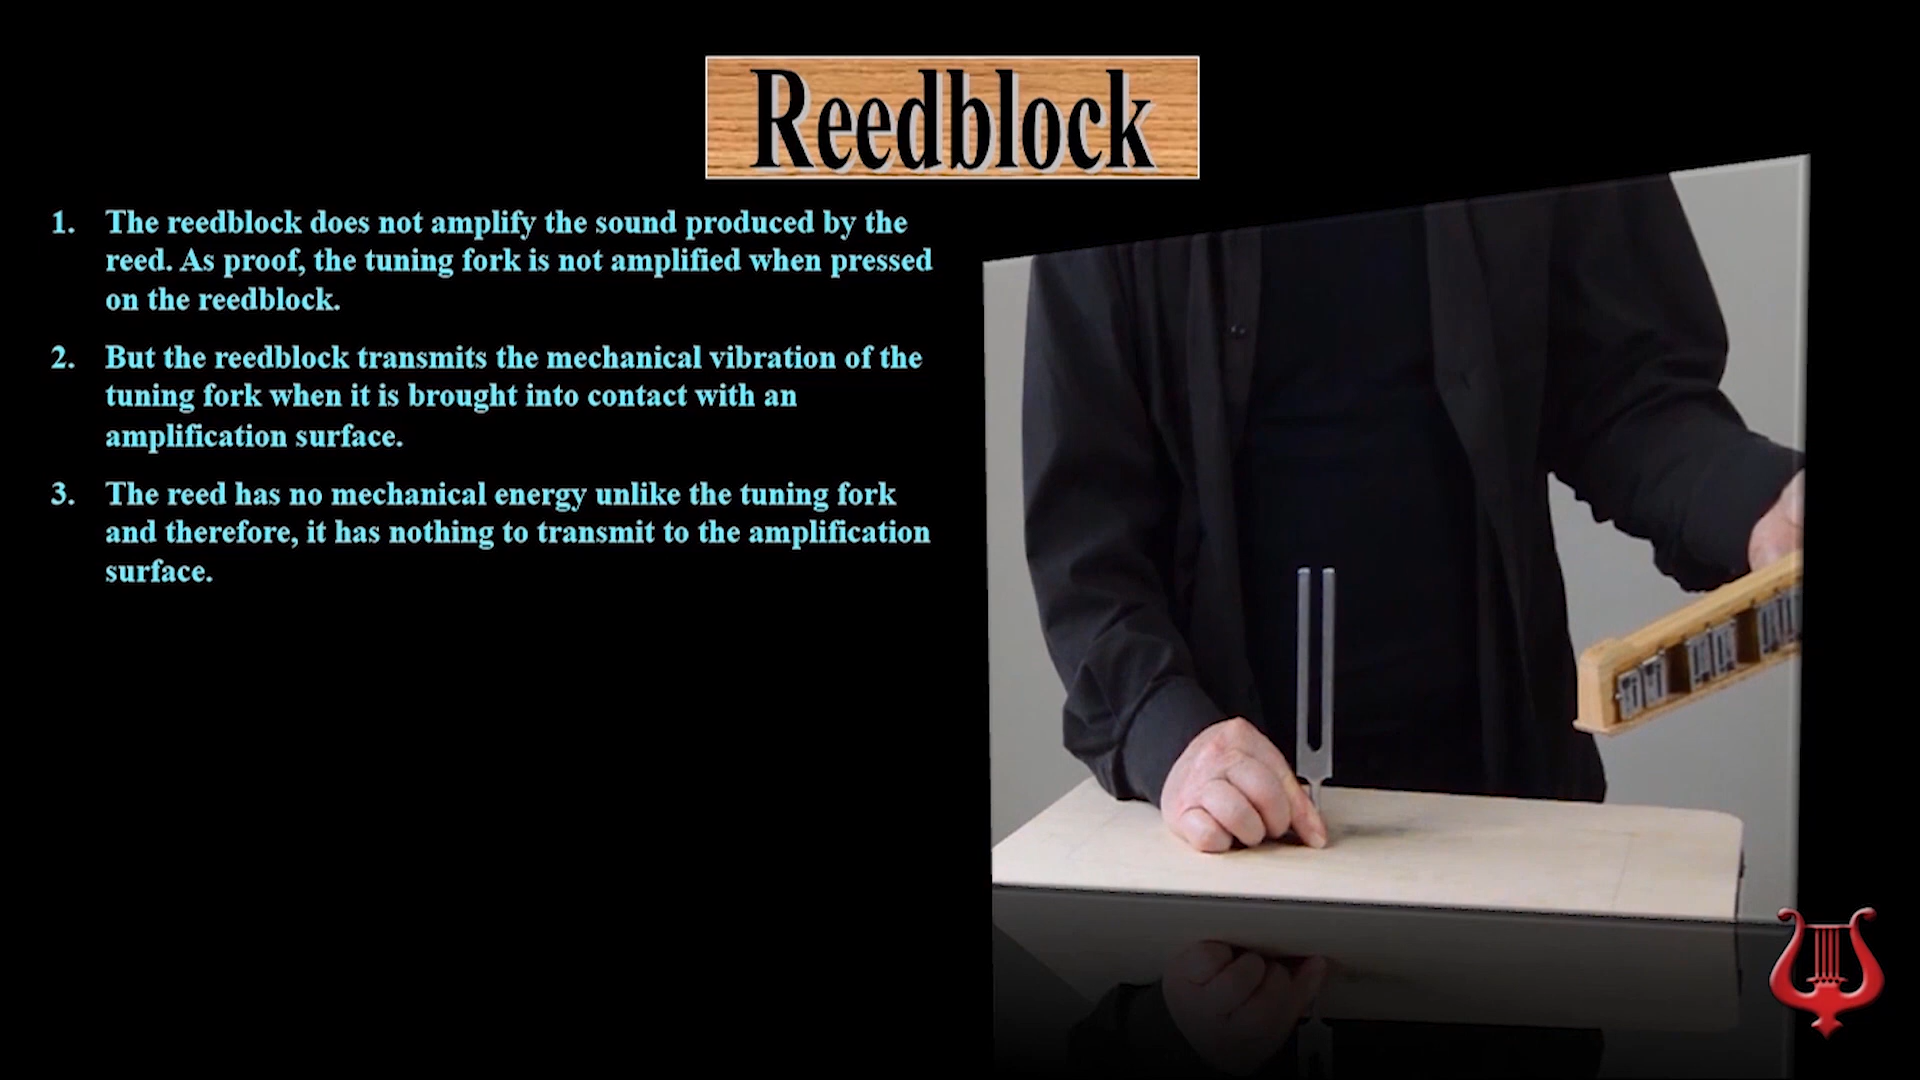 Reedblock
1. The reedblock does not amplify the sound produced by the
reed. As proof, the tuning fork is not amplified when pressed
on the reedblock.
2. But the reedblock transmits the mechanical vibration of the
tuning fork when it is brought into contact with an
amplification surface.
3. The reed has no mechanical energy unlike the tuning fork
and therefore, it has nothing to transmit to the amplification
surface.